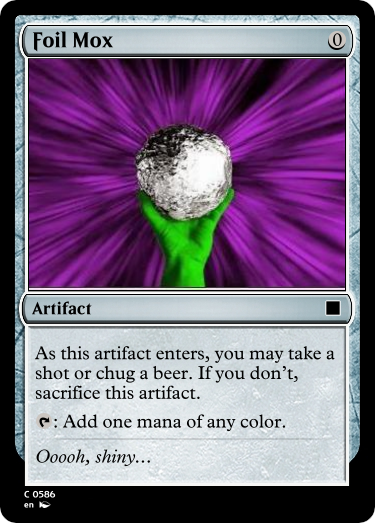 Foil Mox 0
Artifact
As this artifact enters, you may take a
shot or chug a beer. If you don't,
sacrifice this artifact.
: Add one mana of any color.
Ooooh, shiny...
C 0586
en